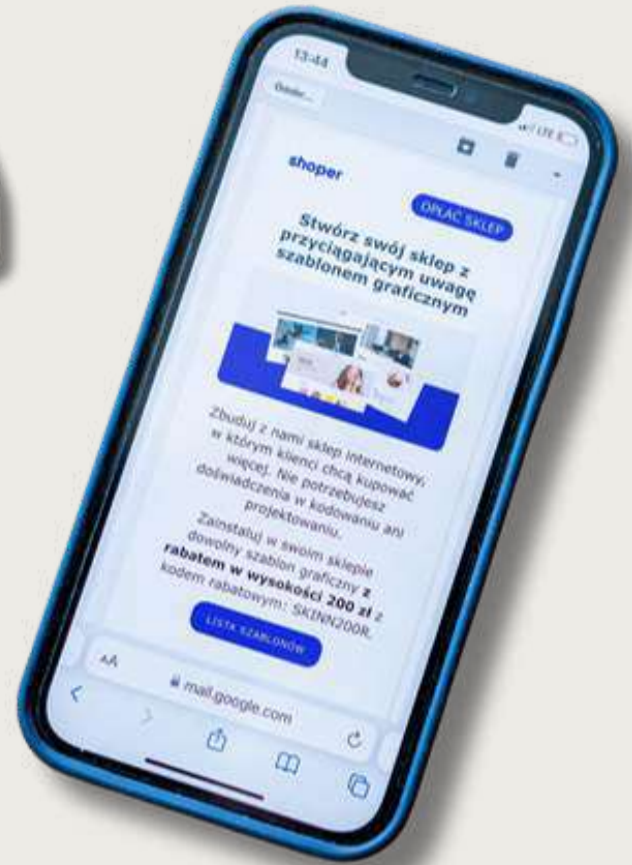 13:44
LTE
shoper
OPŁAĆ SKLEP
Stwórz swój sklep z
przyciągającym uwagę
szablonem graficznym
Zbuduj z nami sklep internetowy,
w którym klienci chcą kupować
więcej. Nie potrzebujesz
doświadczenia w kodowaniu ani
projektowaniu.
Zainstaluj w swoim sklepie
dowolny szablon graficzny z
rabatem w wysokości 200 zł z
kodem rabatowym: SKINN200R.
LISTA SZABLONÓW
AA
mail.google.com